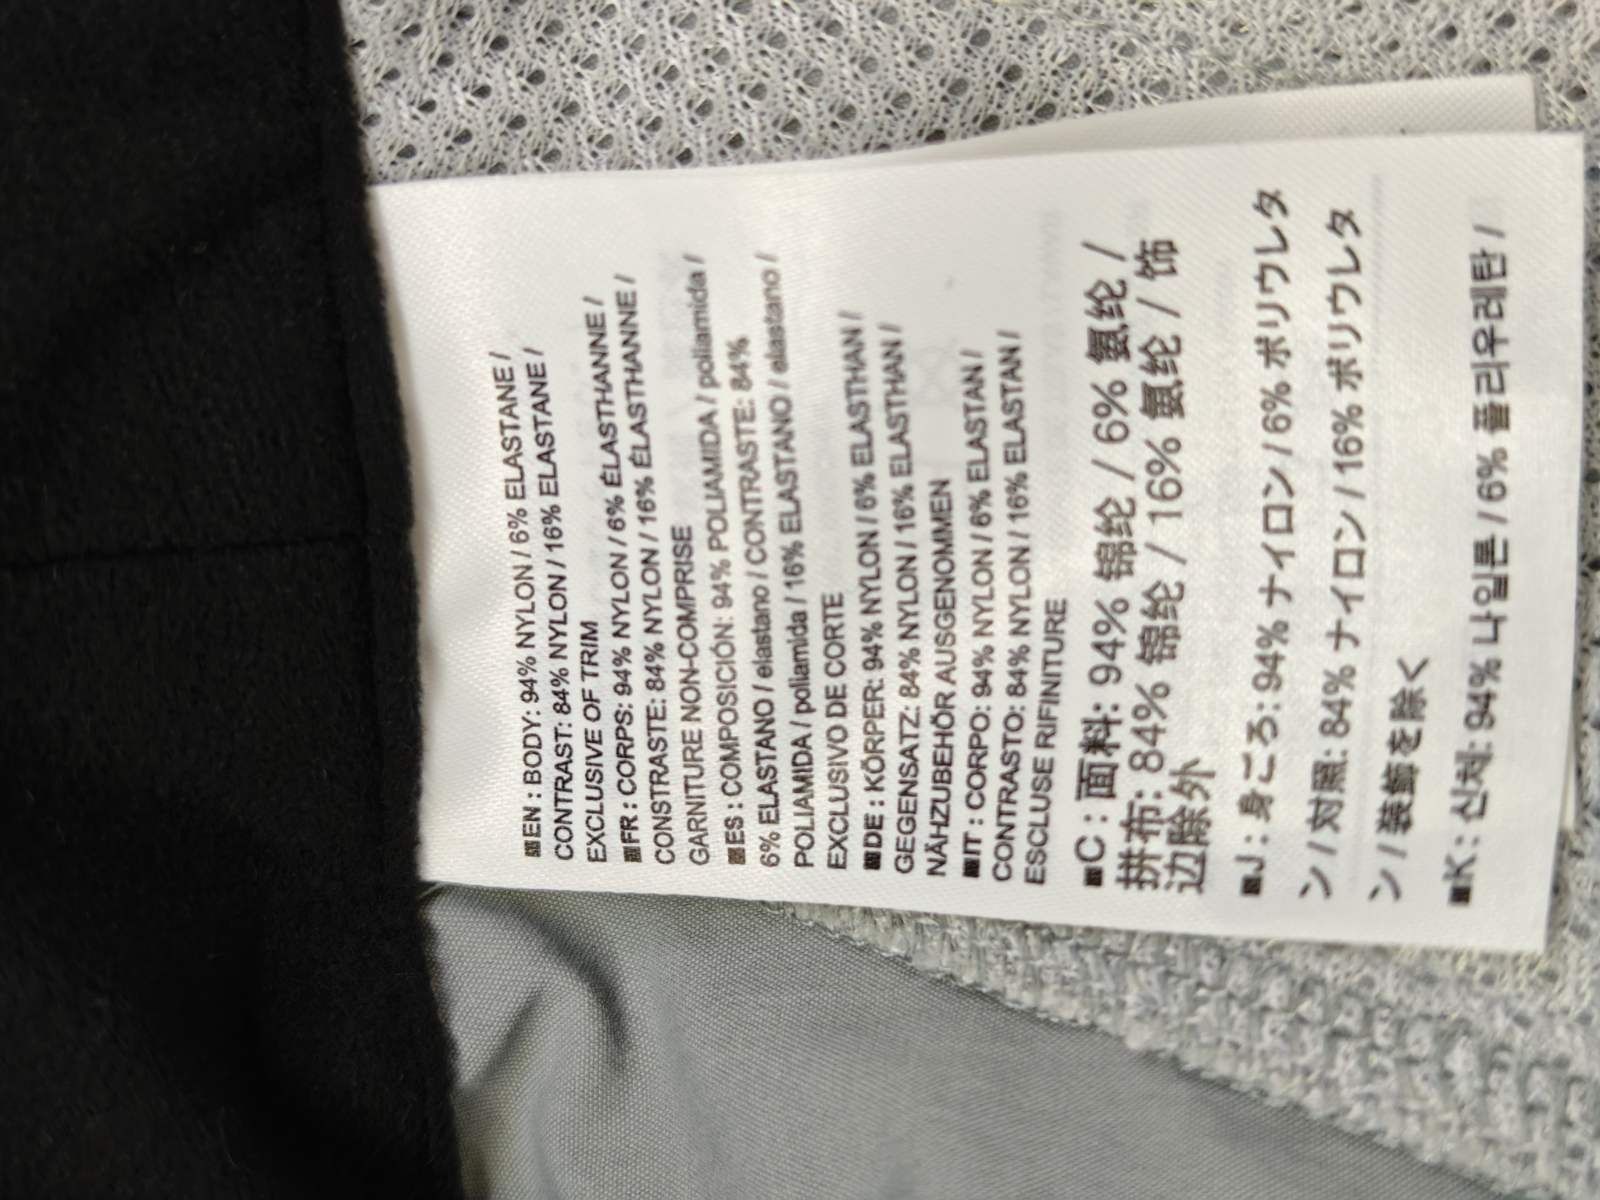 EN : BODY: 94% NYLON / 6% ELASTANE /
CONTRAST: 84% NYLON / 16% ELASTANE /
EXCLUSIVE OF TRIM
FR : CORPS: 94% NYLON / 6% ÉLASTHANNE /
CONSTRASTE: 84% NYLON / 16% ÉLASTHANNE /
GARNITURE NON-COMPRISE
ES : COMPOSICIÓN: 94% POLIAMIDA / poliamida /
6% ELASTANO / elastano / CONTRASTE: 84%
POLIAMIDA / poliamida / 16% ELASTANO / elastano /
EXCLUSIVO DE CORTE
DE : KÖRPER: 94% NYLON / 6% ELASTHAN /
GEGENSATZ: 84% NYLON / 16% ELASTHAN /
NÄHZUBEHÖR AUSGENOMMEN
IT : CORPO: 94% NYLON / 6% ELASTAN /
CONTRASTO: 84% NYLON / 16% ELASTAN /
ESCLUSE RIFINITURE
C : 面料: 94% 锦纶 / 6% 氨纶 /
拼布: 84% 锦纶 / 16% 氨纶 / 饰
边除外
J : 身ごろ: 94% ナイロン / 6% ポリウレタ
ン / 対照: 84% ナイロン / 16% ポリウレタ
ン / 装飾を除く
K : 신체: 94% 나일론 / 6% 폴리우레탄 /